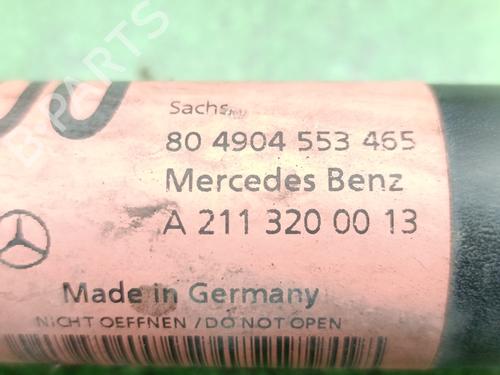 B-PARTS
Sachs
80 4904 553 465
Mercedes Benz
A 211 320 00 13
Made in Germany
NICHT OEFFNEN / DO NOT OPEN